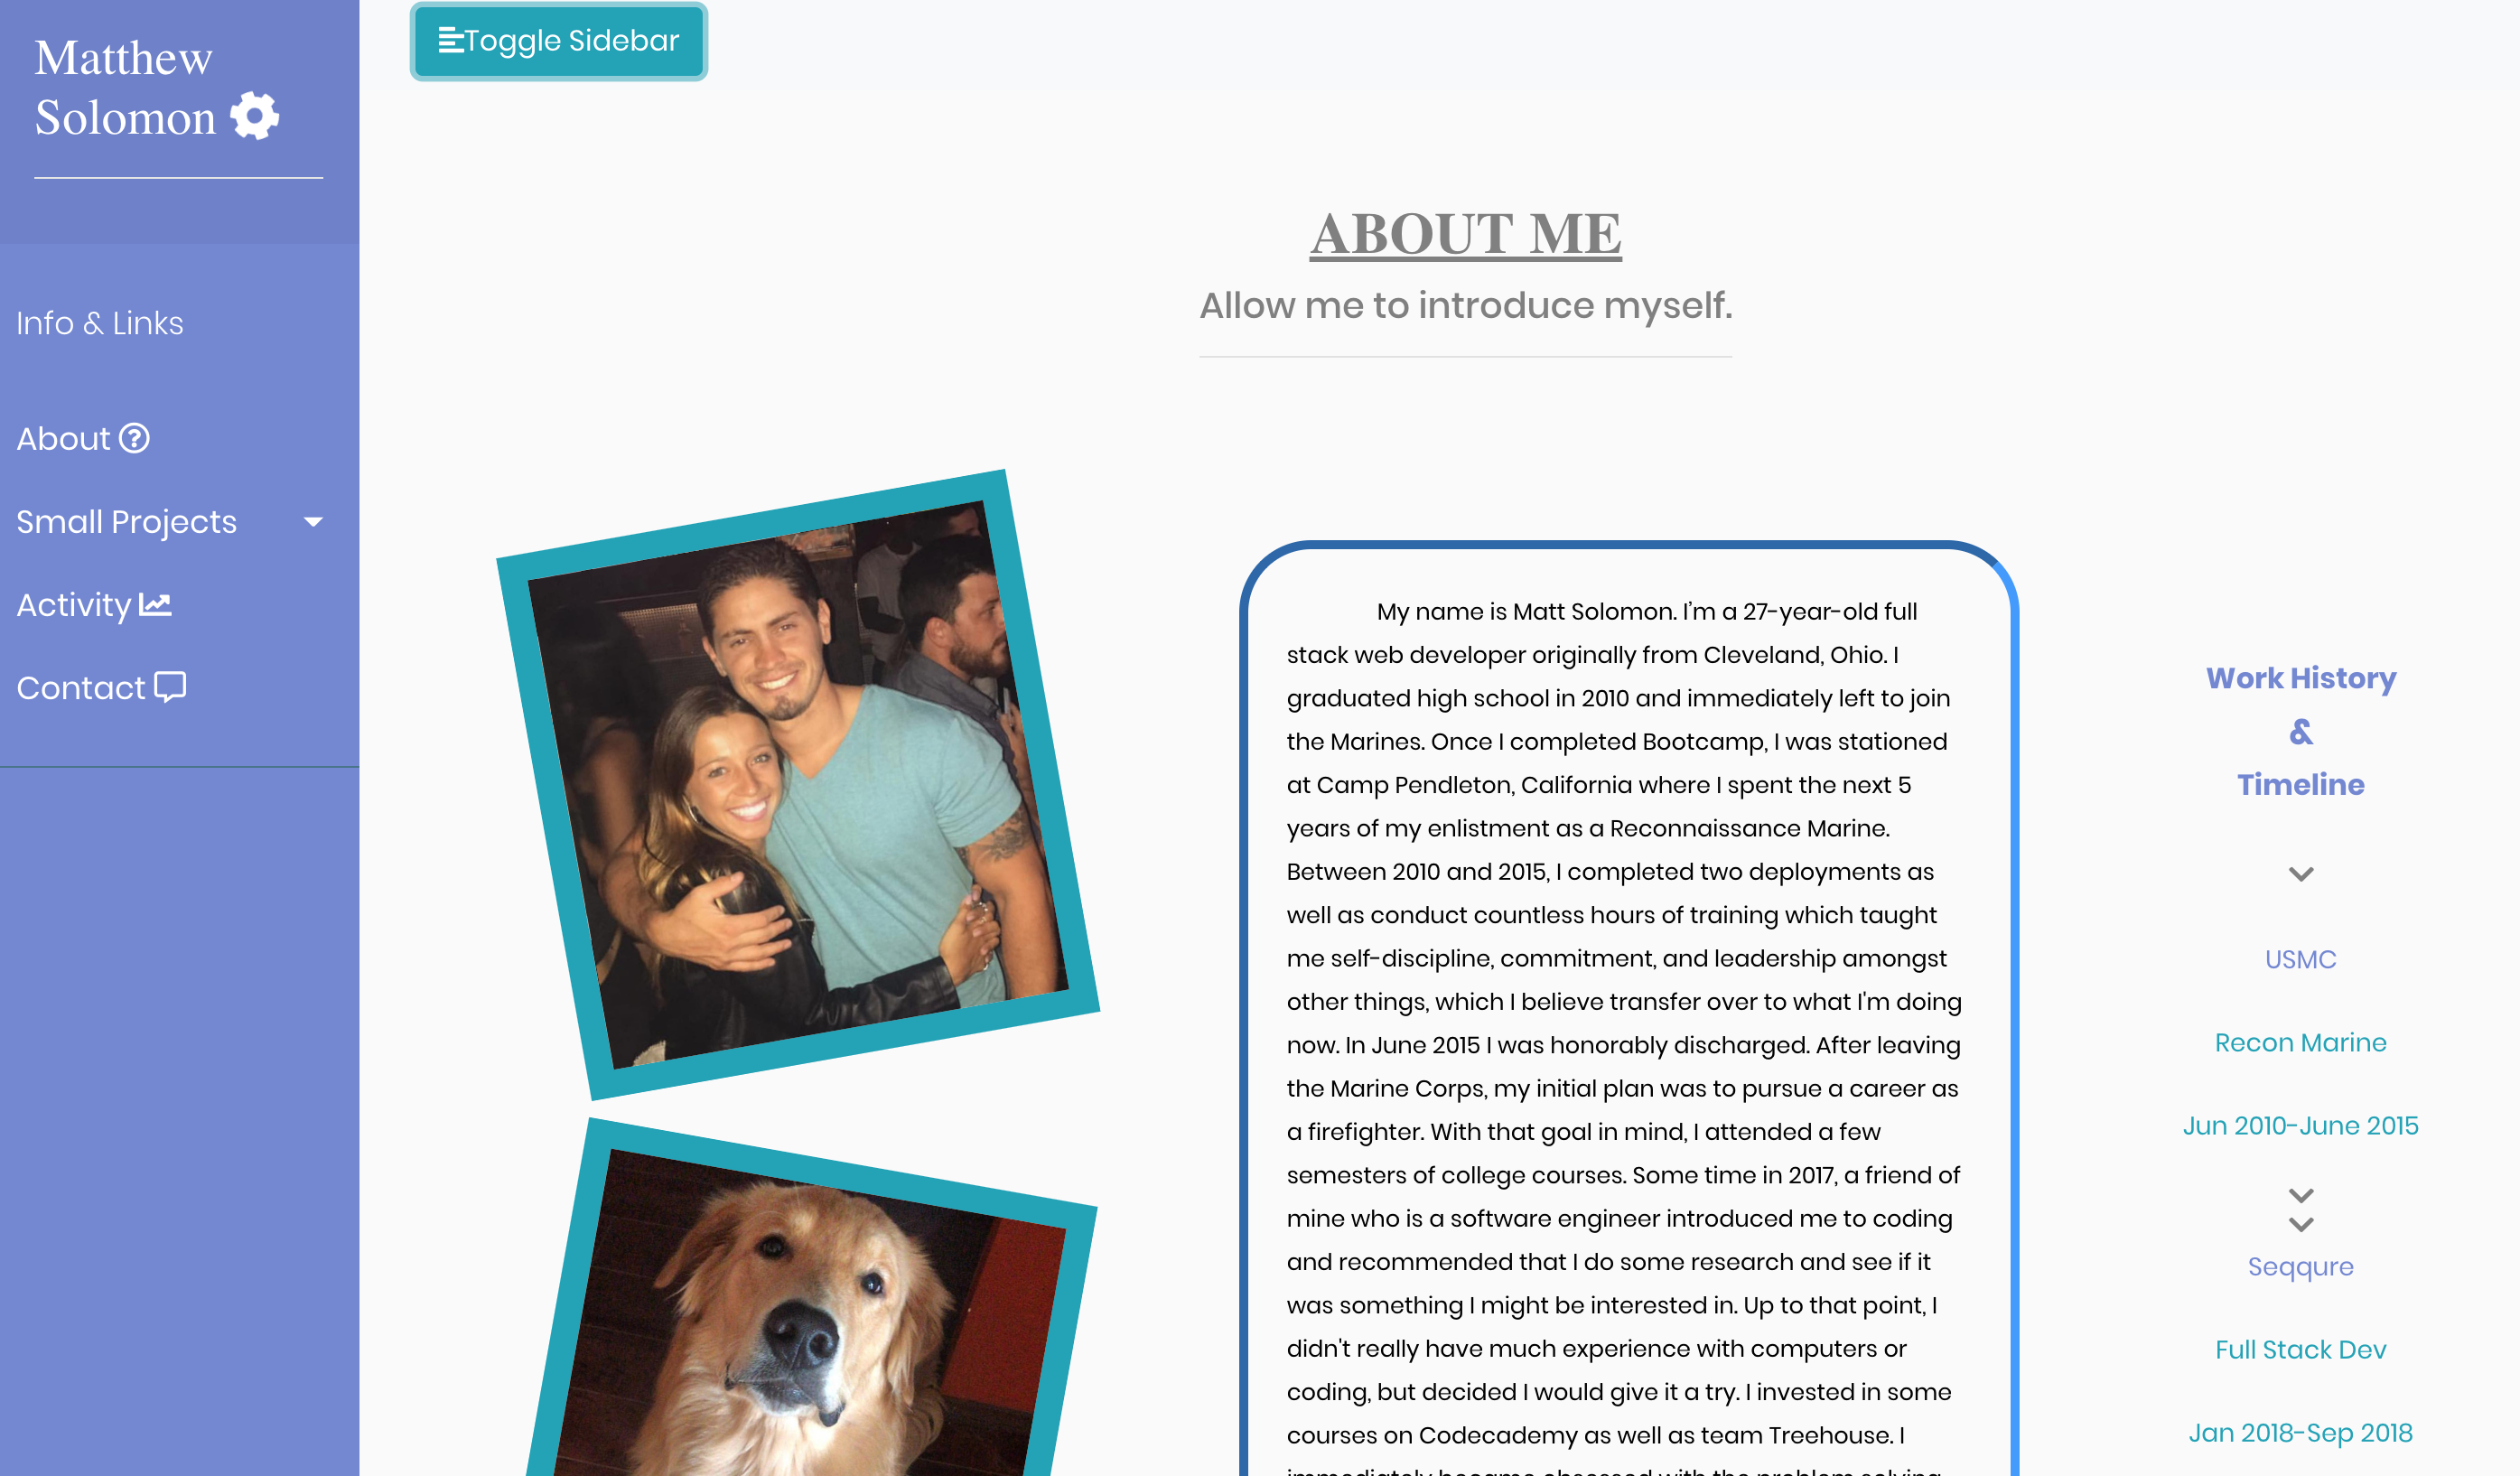 Matthew
Solomon
Info & Links
About
Small Projects
Activity
Contact
Toggle Sidebar
ABOUT ME
Allow me to introduce myself.
My name is Matt Solomon. I’m a 27-year-old full
stack web developer originally from Cleveland, Ohio. I
graduated high school in 2010 and immediately left to join
the Marines. Once I completed Bootcamp, I was stationed
at Camp Pendleton, California where I spent the next 5
years of my enlistment as a Reconnaissance Marine.
Between 2010 and 2015, I completed two deployments as
well as conduct countless hours of training which taught
me self-discipline, commitment, and leadership amongst
other things, which I believe transfer over to what I'm doing
now. In June 2015 I was honorably discharged. After leaving
the Marine Corps, my initial plan was to pursue a career as
a firefighter. With that goal in mind, I attended a few
semesters of college courses. Some time in 2017, a friend of
mine who is a software engineer introduced me to coding
and recommended that I do some research and see if it
was something I might be interested in. Up to that point, I
didn't really have much experience with computers or
coding, but decided I would give it a try. I invested in some
courses on Codecademy as well as team Treehouse. I
immediately became obsessed with the problem solving
Work History
&
Timeline
USMC
Recon Marine
Jun 2010-June 2015
Seqqure
Full Stack Dev
Jan 2018-Sep 2018